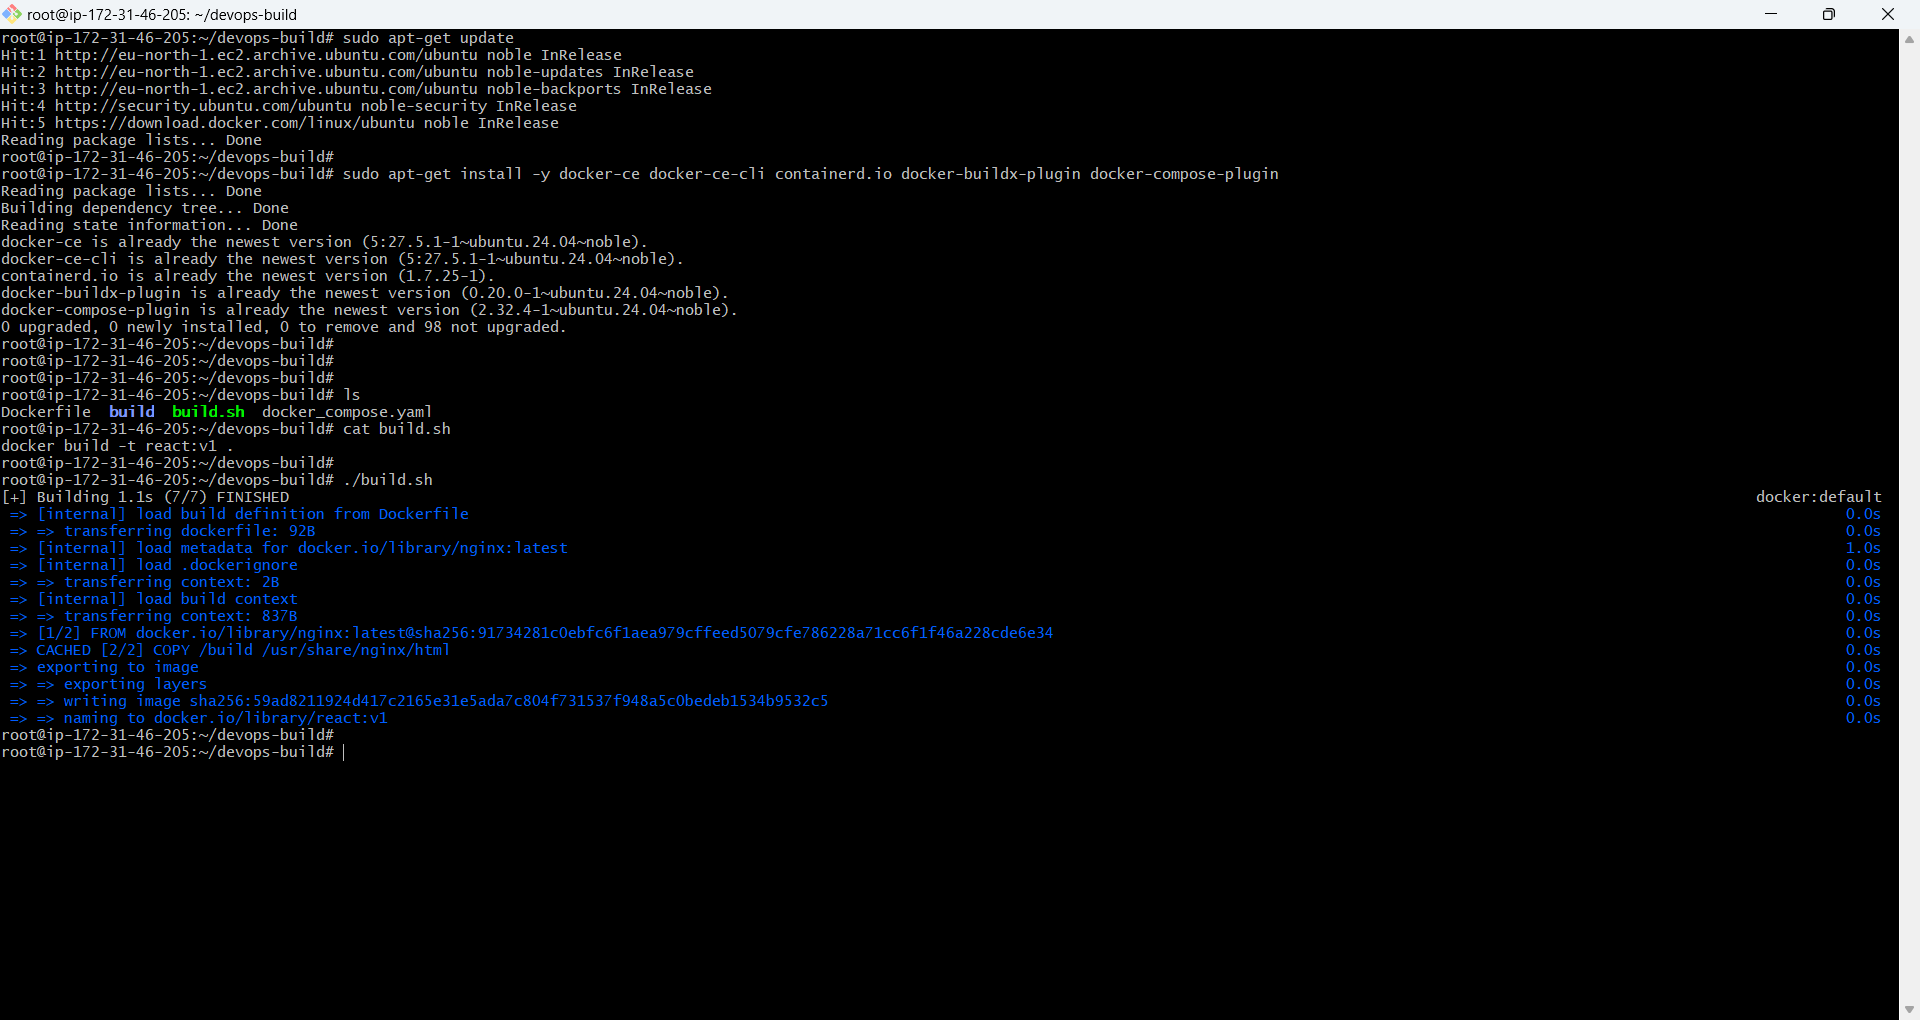 root@ip-172-31-46-205: ~/devops-build
root@ip-172-31-46-205:~/devops-build# sudo apt-get update
Hit:1 http://eu-north-1.ec2.archive.ubuntu.com/ubuntu noble InRelease
Hit:2 http://eu-north-1.ec2.archive.ubuntu.com/ubuntu noble-updates InRelease
Hit:3 http://eu-north-1.ec2.archive.ubuntu.com/ubuntu noble-backports InRelease
Hit:4 http://security.ubuntu.com/ubuntu noble-security InRelease
Hit:5 https://download.docker.com/linux/ubuntu noble InRelease
Reading package lists... Done
root@ip-172-31-46-205:~/devops-build#
root@ip-172-31-46-205:~/devops-build# sudo apt-get install -y docker-ce docker-ce-cli containerd.io docker-buildx-plugin docker-compose-plugin
Reading package lists... Done
Building dependency tree... Done
Reading state information... Done
docker-ce is already the newest version (5:27.5.1-1~ubuntu.24.04~noble).
docker-ce-cli is already the newest version (5:27.5.1-1~ubuntu.24.04~noble).
containerd.io is already the newest version (1.7.25-1).
docker-buildx-plugin is already the newest version (0.20.0-1~ubuntu.24.04~noble).
docker-compose-plugin is already the newest version (2.32.4-1~ubuntu.24.04~noble).
0 upgraded, 0 newly installed, 0 to remove and 98 not upgraded.
root@ip-172-31-46-205:~/devops-build#
root@ip-172-31-46-205:~/devops-build#
root@ip-172-31-46-205:~/devops-build#
root@ip-172-31-46-205:~/devops-build# ls
Dockerfile build build.sh docker_compose.yaml
root@ip-172-31-46-205:~/devops-build# cat build.sh
docker build -t react:v1 .
root@ip-172-31-46-205:~/devops-build#
root@ip-172-31-46-205:~/devops-build# ./build.sh
[+] Building 1.1s (7/7) FINISHED docker:default
=> [internal] load build definition from Dockerfile 0.0s
=> => transferring dockerfile: 92B 0.0s
=> [internal] load metadata for docker.io/library/nginx:latest 1.0s
=> [internal] load .dockerignore 0.0s
=> => transferring context: 2B 0.0s
=> [internal] load build context 0.0s
=> => transferring context: 837B 0.0s
=> [1/2] FROM docker.io/library/nginx:latest@sha256:91734281c0ebfc6f1aea979cffeed5079cfe786228a71cc6f1f46a228cde6e34 0.0s
=> CACHED [2/2] COPY /build /usr/share/nginx/html 0.0s
=> exporting to image 0.0s
=> => exporting layers 0.0s
=> => writing image sha256:59ad8211924d417c2165e31e5ada7c804f731537f948a5c0bedeb1534b9532c5 0.0s
=> => naming to docker.io/library/react:v1 0.0s
root@ip-172-31-46-205:~/devops-build#
root@ip-172-31-46-205:~/devops-build#